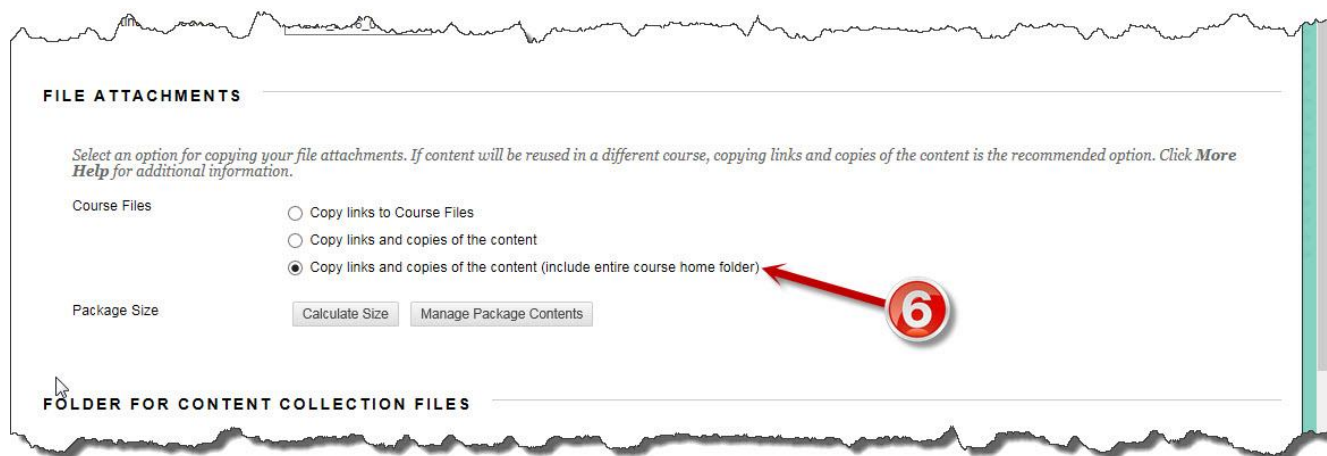 FILE ATTACHMENTS
Select an option for copying your file attachments. If content will be reused in a different course, copying links and copies of the content is the recommended option. Click More
Help for additional information.
Course Files
Copy links to Course Files
Copy links and copies of the content
Copy links and copies of the content (include entire course home folder)
6
Package Size
Calculate Size
Manage Package Contents
FOLDER FOR CONTENT COLLECTION FILES